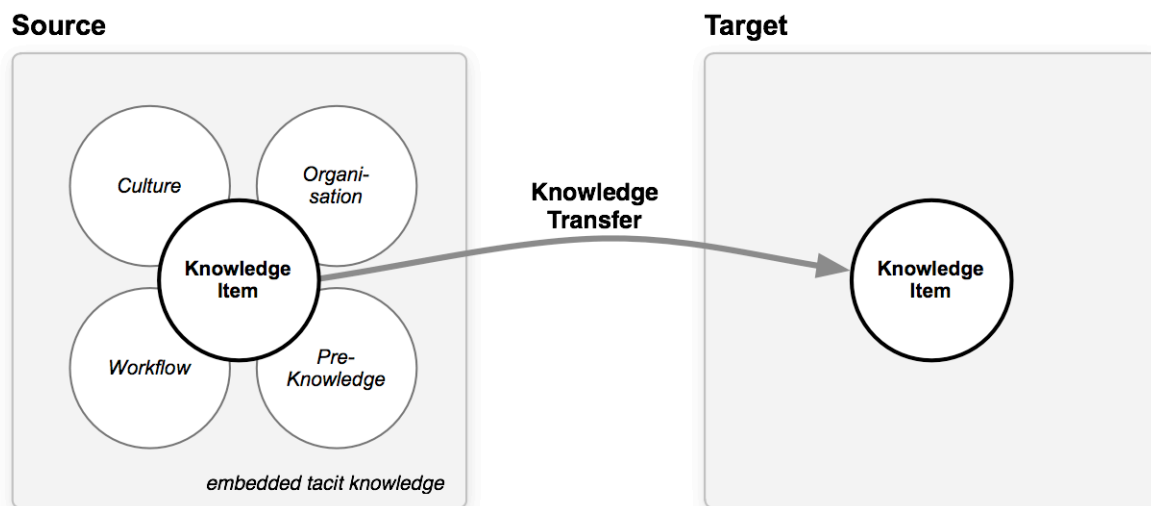 Source
Target
Culture
Organi-
sation
Knowledge
Transfer
Knowledge
Item
Knowledge
Item
Workflow
Pre-
Knowledge
embedded tacit knowledge